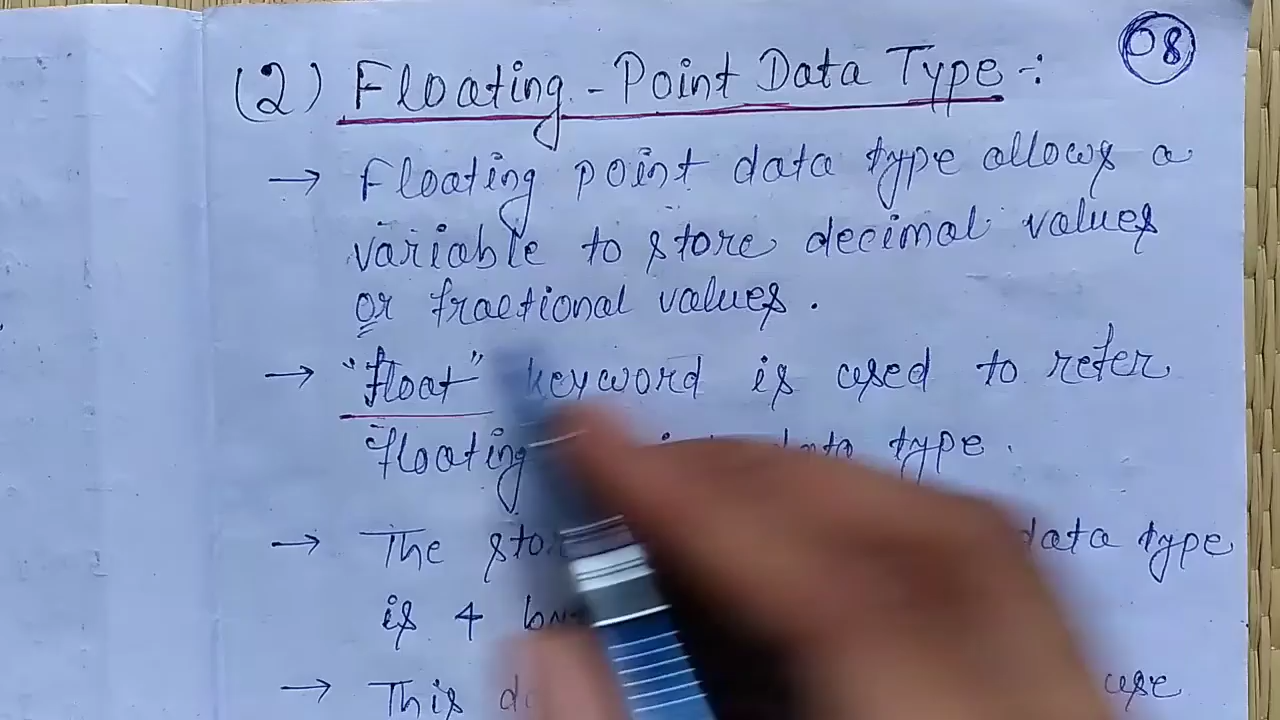 08
(2) Floating - Point Data Type -:
→ Floating point data type allows a
variable to store decimal values
or fractional values.
→ "float" keyword is used to refer
floating data type.
→ The data type
is 4
→ This use